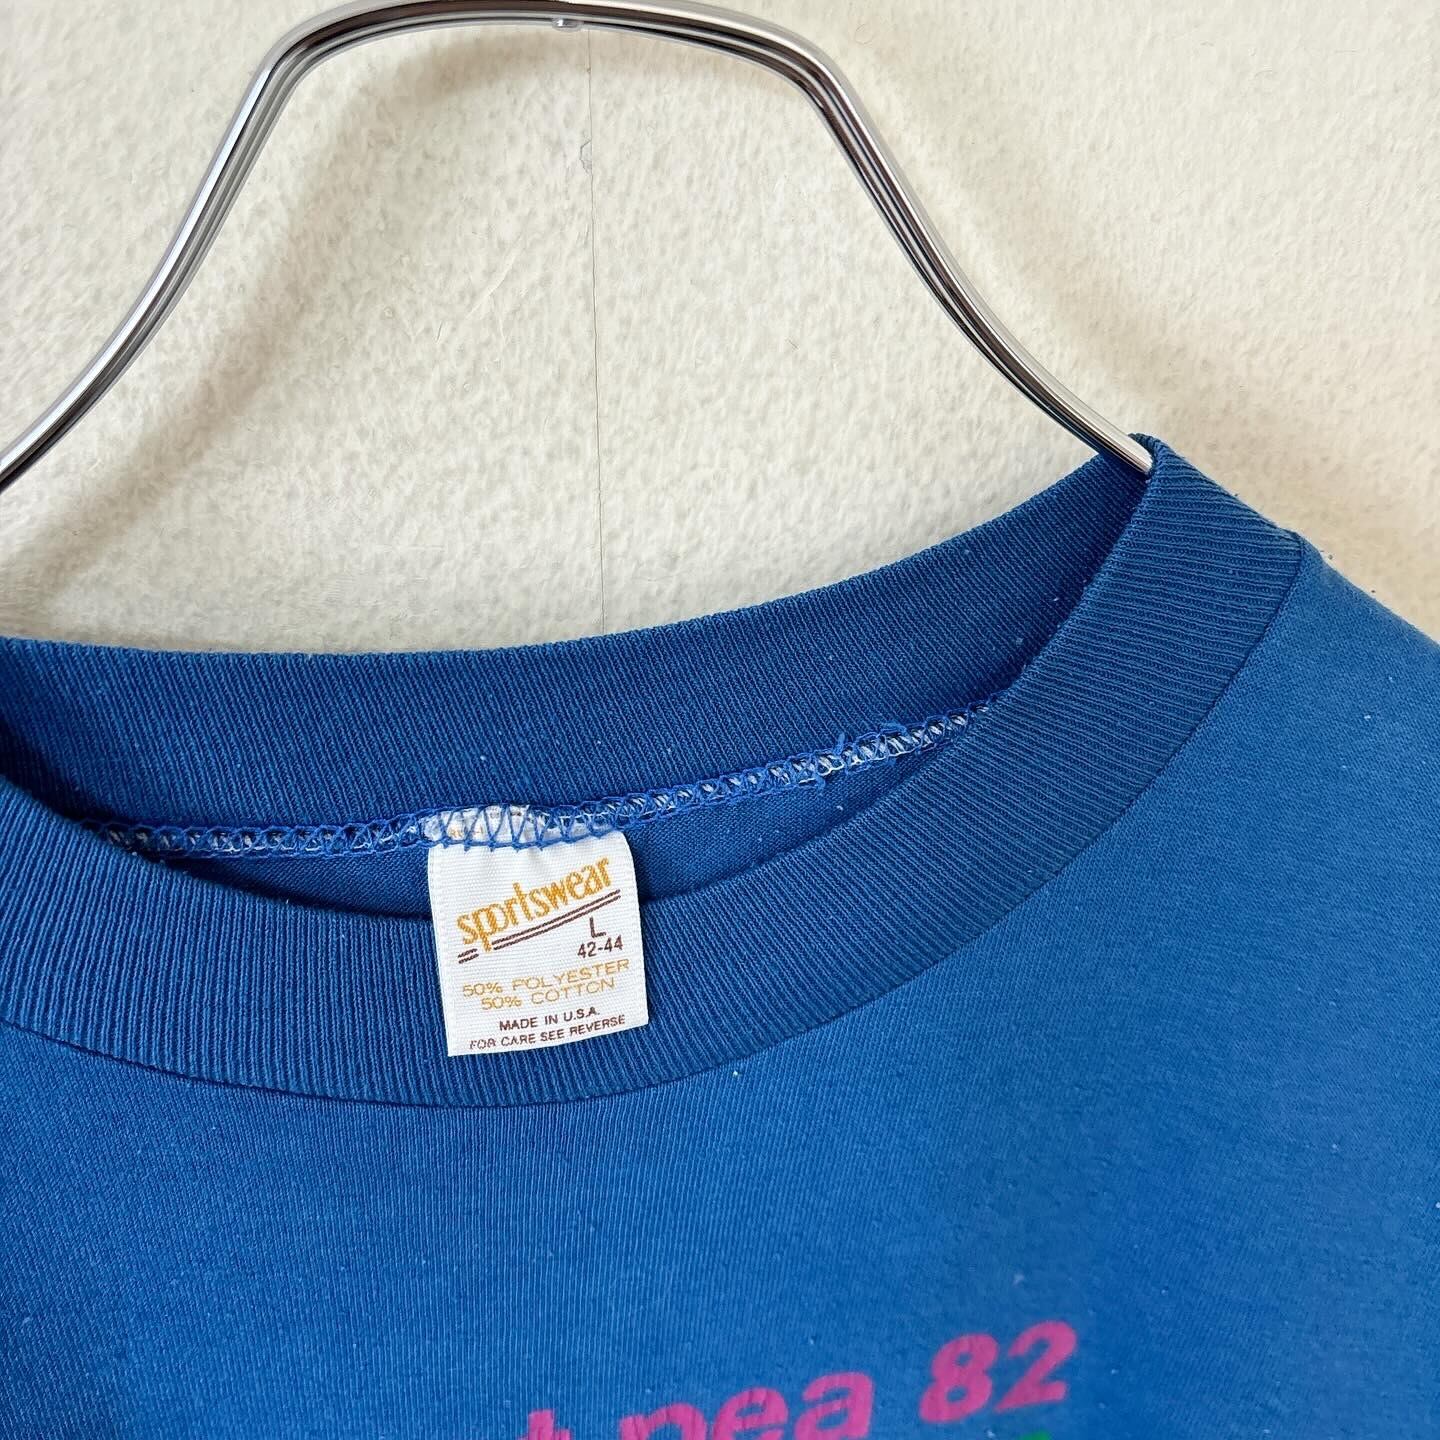 sportswear
L
42-44
50% POLYESTER
50% COTTON
MADE IN U.S.A.
FOR CARE SEE REVERSE
pea 82